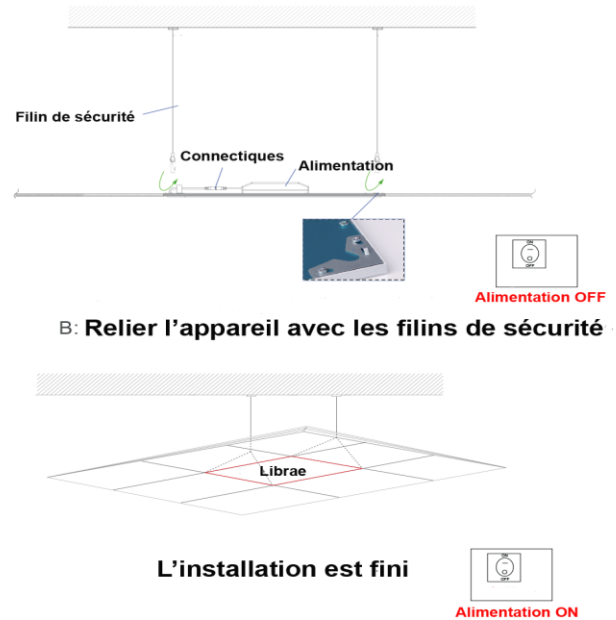 Filin de sécurité
Connectiques
Alimentation
ON
OFF
Alimentation OFF
B: Relier l'appareil avec les filins de sécurité
Librae
L'installation est fini
ON
OFF
Alimentation ON